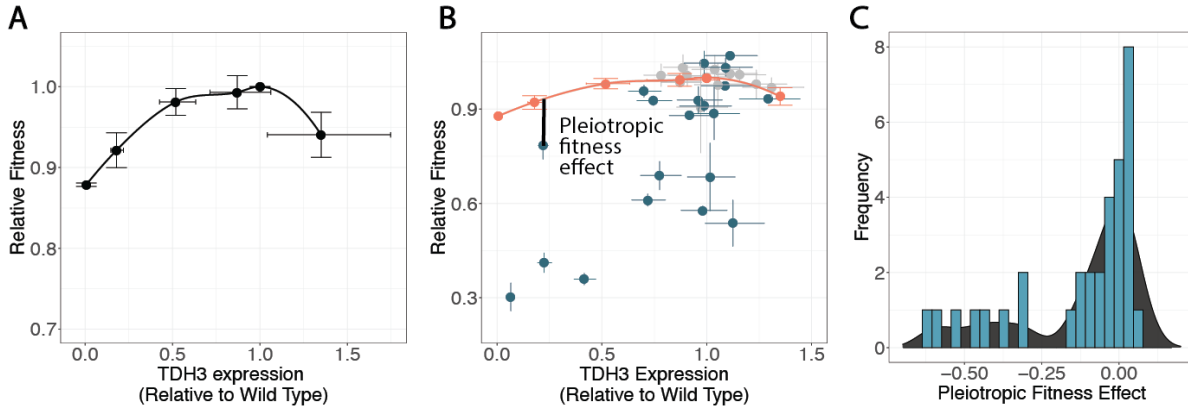 A
Relative Fitness
1.0
0.9
0.8
0.7
0.0
0.5
1.0
1.5
TDH3 expression
(Relative to Wild Type)
B
Relative Fitness
0.9
0.6
0.3
Pleiotropic
fitness
effect
0.0
0.5
1.0
1.5
TDH3 Expression
(Relative to Wild Type)
C
Frequency
8
6
4
2
0
−0.50
−0.25
0.00
Pleiotropic Fitness Effect